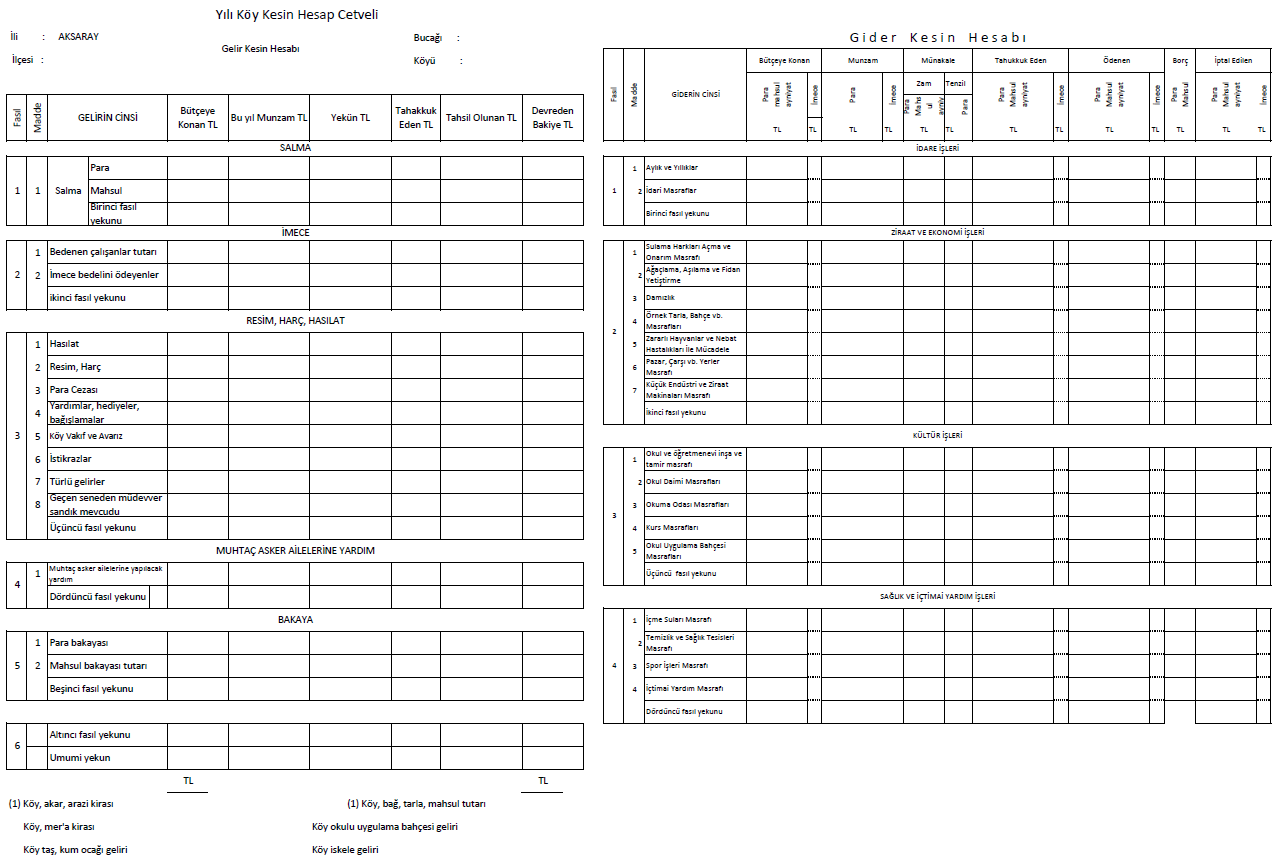 Yılı Köy Kesin Hesap Cetveli
İli : AKSARAY
Bucağı :
Gelir Kesin Hesabı
İlçesi :
Köyü :
Fasıl Madde GELİRİN CİNSİ Bütçeye Konan TL Bu yıl Munzam TL Yekün TL Tahakkuk Eden TL Tahsil Olunan TL Devreden Bakiye TL
SALMA
1 1 Salma Para
Mahsul
Birinci fasıl yekunu
İMECE
2 1 Bedenen çalışanlar tutarı
2 İmece bedelini ödeyenler
ikinci fasıl yekunu
RESİM, HARÇ, HASILAT
3 1 Hasılat
2 Resim, Harç
3 Para Cezası
4 Yardımlar, hediyeler, bağışlamalar
5 Köy Vakıf ve Avarız
6 İstikrazlar
7 Türlü gelirler
8 Geçen seneden müdevver sandık mevcudu
Üçüncü fasıl yekunu
MUHTAÇ ASKER AİLELERİNE YARDIM
4 1 Muhtaç asker ailelerine yapılacak yardım
Dördüncü fasıl yekunu
BAKAYA
5 1 Para bakayası
2 Mahsul bakayası tutarı
Beşinci fasıl yekunu
6 Altıncı fasıl yekunu
Umumi yekun
TL TL
(1) Köy, akar, arazi kirası (1) Köy, bağ, tarla, mahsul tutarı
Köy, mer'a kirası Köy okulu uygulama bahçesi geliri
Köy taş, kum ocağı geliri Köy iskele geliri
Gider Kesin Hesabı
Fasıl Madde GİDERİN CİNSİ Bütçeye Konan Munzam Münakale Tahukkuk Eden Ödenen Borç İptal Edilen
Zam Tenzil
Para mahsul ayniyat İmece Para İmece Para Mahs ul ayniy Para Para Mahsul ayniyat İmece Para Mahsul ayniyat İmece Para Mahsul Para Mahsul ayniyat İmece
TL TL TL TL TL TL TL TL TL TL TL TL
İDARE İŞLERİ
1 1 Aylık ve Yıllıklar
2 İdari Masraflar
Birinci fasıl yekunu
ZİRAAT VE EKONOMİ İŞLERİ
2 1 Sulama Harkları Açma ve Onarım Masrafı
2 Ağaçlama, Aşılama ve Fidan Yetiştirme
3 Damızlık
4 Örnek Tarla, Bahçe vb. Masrafları
5 Zararlı Hayvanlar ve Nebat Hastalıkları İle Mücadele
6 Pazar, Çarşı vb. Yerler Masrafı
7 Küçük Endüstri ve Ziraat Makinaları Masrafı
İkinci fasıl yekunu
KÜLTÜR İŞLERİ
3 1 Okul ve öğretmenevi inşa ve tamir masrafı
2 Okul Daimi Masrafları
3 Okuma Odası Masrafları
4 Kurs Masrafları
5 Okul Uygulama Bahçesi Masrafları
Üçüncü fasıl yekunu
SAĞLIK VE İÇTİMAİ YARDIM İŞLERİ
4 1 İçme Suları Masrafı
2 Temizlik ve Sağlık Tesisleri Masrafı
3 Spor İşleri Masrafı
4 İçtimai Yardım Masrafı
Dördüncü fasıl yekunu